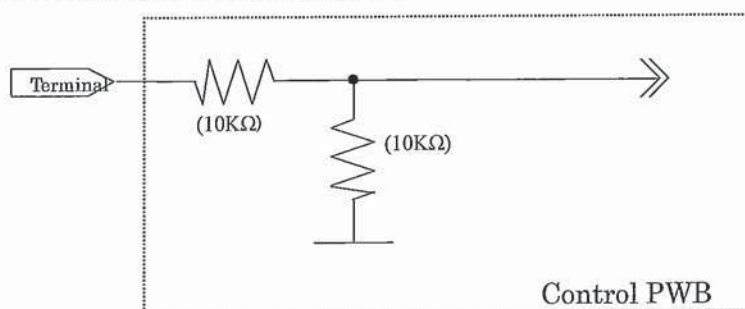 Terminal
(10KΩ)
(10KΩ)
Control PWB